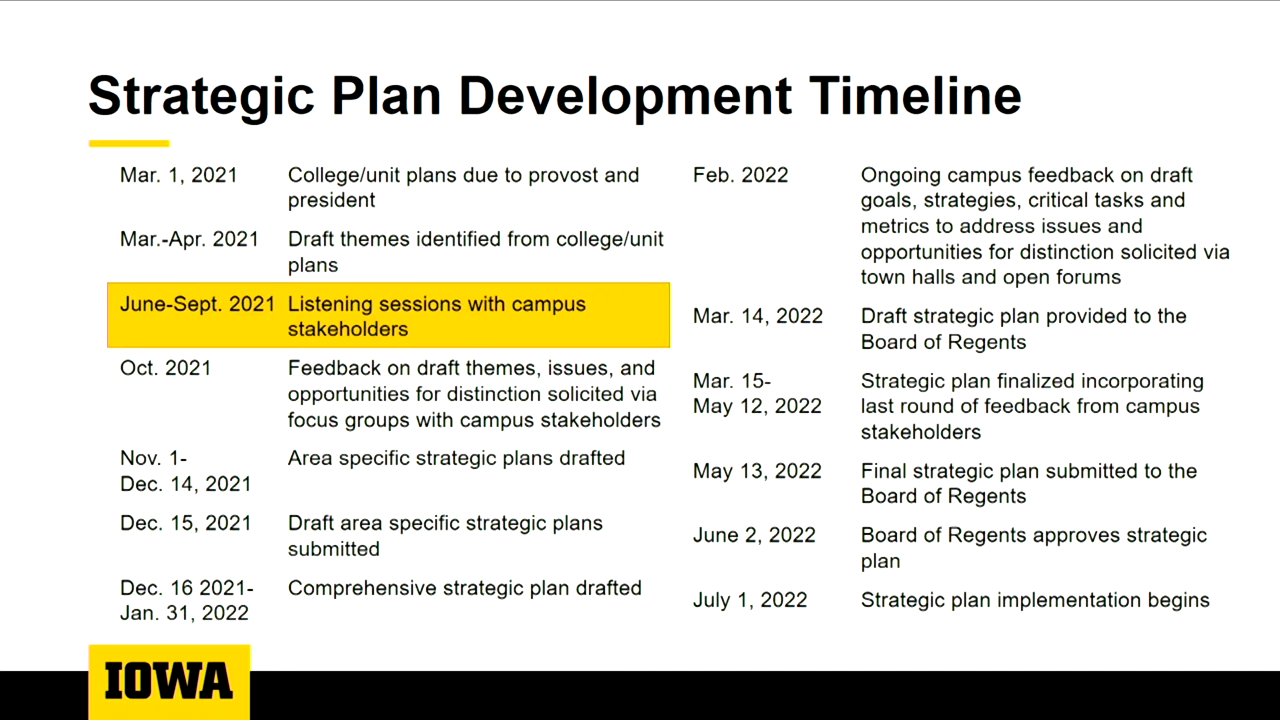 Strategic Plan Development Timeline
Mar. 1, 2021 College/unit plans due to provost and
president
Mar.-Apr. 2021 Draft themes identified from college/unit
plans
June-Sept. 2021 Listening sessions with campus
stakeholders
Oct. 2021 Feedback on draft themes, issues, and
opportunities for distinction solicited via
focus groups with campus stakeholders
Nov. 1- Area specific strategic plans drafted
Dec. 14, 2021
Dec. 15, 2021 Draft area specific strategic plans
submitted
Dec. 16 2021- Comprehensive strategic plan drafted
Jan. 31, 2022
Feb. 2022 Ongoing campus feedback on draft
goals, strategies, critical tasks and
metrics to address issues and
opportunities for distinction solicited via
town halls and open forums
Mar. 14, 2022 Draft strategic plan provided to the
Board of Regents
Mar. 15- Strategic plan finalized incorporating
May 12, 2022 last round of feedback from campus
stakeholders
May 13, 2022 Final strategic plan submitted to the
Board of Regents
June 2, 2022 Board of Regents approves strategic
plan
July 1, 2022 Strategic plan implementation begins
IOWA